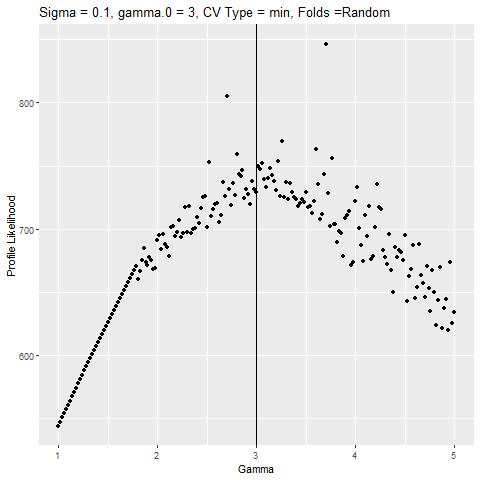 Sigma = 0.1, gamma.0 = 3, CV Type = min, Folds =Random
800
700
600
Profile Likelihood
1 2 3 4 5
Gamma